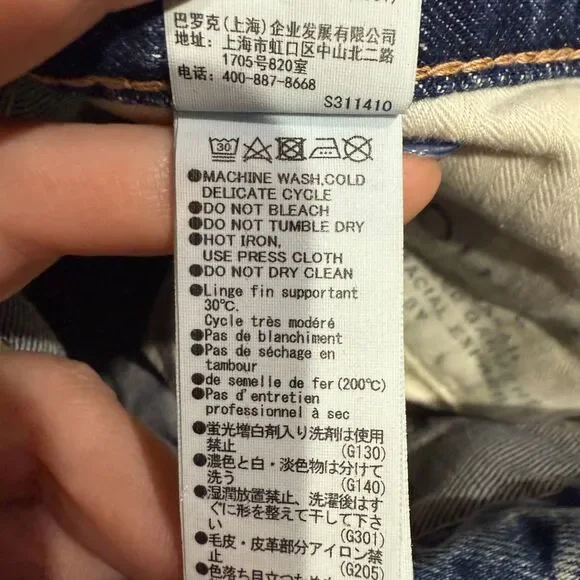 巴罗克(上海)企业发展有限公司
地址: 上海市虹口区中山北二路
1705号820室
电话: 400-887-8668
S311410
30
●MACHINE WASH,COLD
DELICATE CYCLE
●DO NOT BLEACH
●DO NOT TUMBLE DRY
●HOT IRON,
USE PRESS CLOTH
●DO NOT DRY CLEAN
●Linge fin supportant
30℃.
Cycle très modéré
●Pas de blanchiment
●Pas de séchage en
tambour
●de semelle de fer(200℃)
●Pas d'entretien
professionnel à sec
●蛍光増白剤入り洗剤は使用
禁止 (G130)
●濃色と白・淡色物は分けて
洗う (G140)
●湿潤放置禁止、洗濯後はす
ぐに形を整えて干して下さ
い (G301)
●毛皮・皮革部分アイロン禁
止 (G205)
●色落ち目立つため